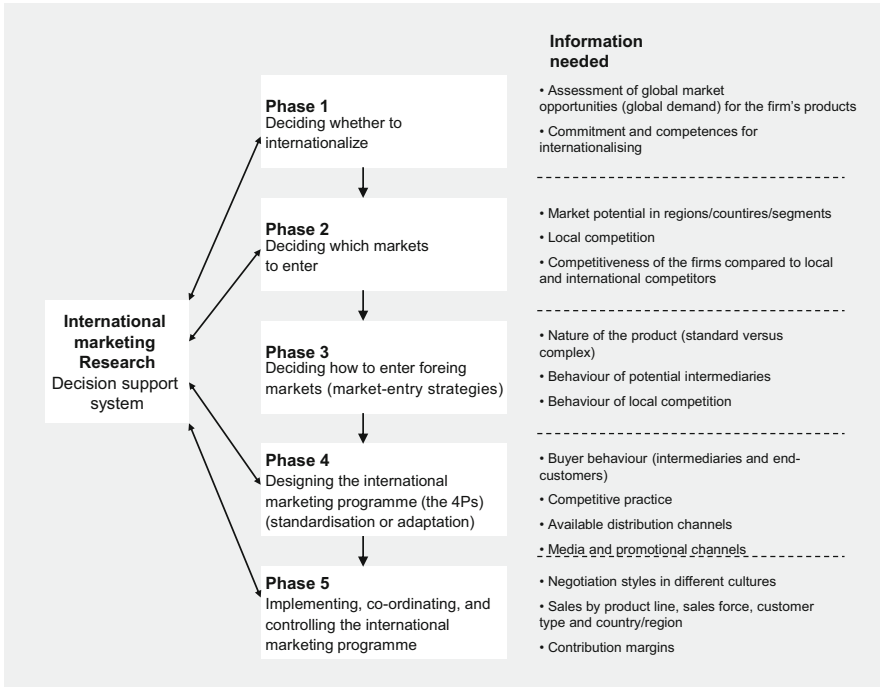 Information
needed
Phase 1
Deciding whether to
internationalize
• Assessment of global market
opportunities (global demand) for the firm's products
• Commitment and competences for
internationalising
Phase 2
Deciding which markets
to enter
• Market potential in regions/countires/segments
• Local competition
• Competitiveness of the firms compared to local
and international competitors
International
marketing
Research
Decision support
system
Phase 3
Deciding how to enter foreing
markets (market-entry strategies)
• Nature of the product (standard versus
complex)
• Behaviour of potential intermediaries
• Behaviour of local competition
Phase 4
Designing the international
marketing programme (the 4Ps)
(standardisation or adaptation)
• Buyer behaviour (intermediaries and end-
customers)
• Competitive practice
• Available distribution channels
• Media and promotional channels
Phase 5
Implementing, co-ordinating, and
controlling the international
marketing programme
• Negotiation styles in different cultures
• Sales by product line, sales force, customer
type and country/region
• Contribution margins